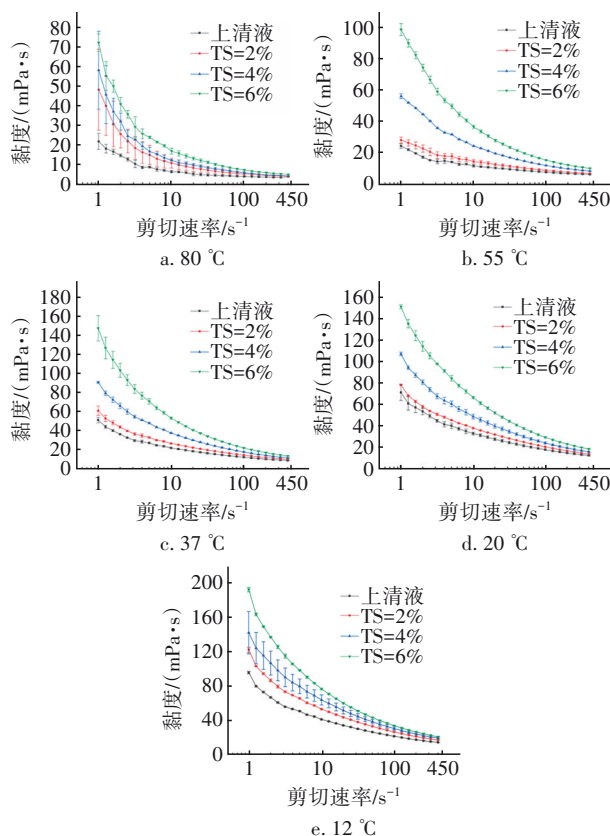 80
70
60
50
40
30
20
10
0
黏度/(mPa•s)
上清液
TS=2%
TS=4%
TS=6%
1 10 100 450
剪切速率/s⁻¹
a. 80 ℃
100
80
60
40
20
0
黏度/(mPa•s)
上清液
TS=2%
TS=4%
TS=6%
1 10 100 450
剪切速率/s⁻¹
b. 55 ℃
180
160
140
120
100
80
60
40
20
0
黏度/(mPa•s)
上清液
TS=2%
TS=4%
TS=6%
1 10 100 450
剪切速率/s⁻¹
c. 37 ℃
160
140
120
100
80
60
40
20
0
黏度/(mPa•s)
上清液
TS=2%
TS=4%
TS=6%
1 10 100 450
剪切速率/s⁻¹
d. 20 ℃
200
160
120
80
40
0
黏度/(mPa•s)
上清液
TS=2%
TS=4%
TS=6%
1 10 100 450
剪切速率/s⁻¹
e. 12 ℃